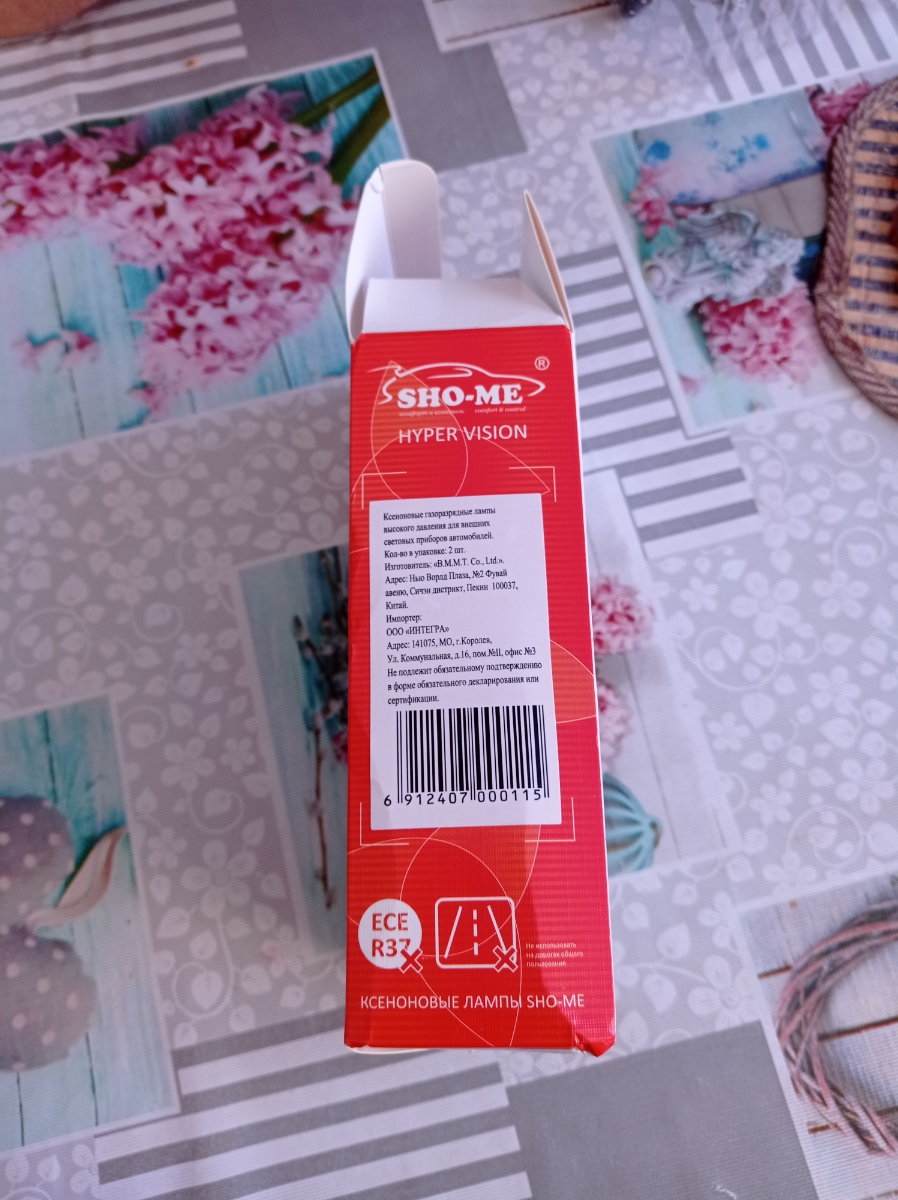 SHO-ME ®
комфорт и контроль comfort & control
HYPER VISION
Ксеноновые газоразрядные лампы
высокого давления для внешних
световых приборов автомобилей.
Кол-во в упаковке: 2 шт.
Изготовитель: «B.M.M.T. Co., Ltd.».
Адрес: Нью Ворлд Плаза, №2 Фувай
авеню, Сичэн дистрикт, Пекин 100037,
Китай.
Импортер:
ООО «ИНТЕГРА»
Адрес: 141075, МО, г.Королев,
Ул. Коммунальная, д.16, пом.№II, офис №3
Не подлежит обязательному подтверждению
в форме обязательного декларирования или
сертификации.
6 912407 000115
ECE
R37
Не использовать
на дорогах общего
пользования
КСЕНОНОВЫЕ ЛАМПЫ SHO-ME